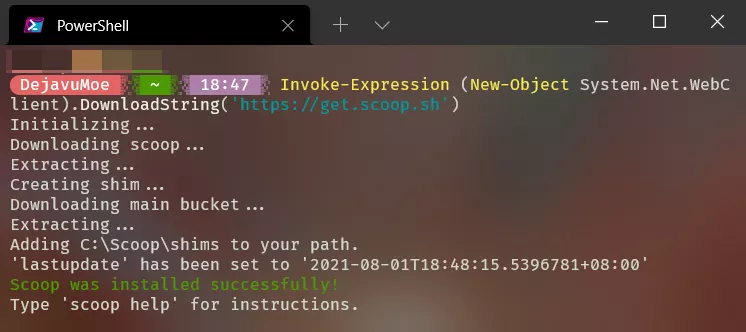 PowerShell
DejavuMoe ~ 18:47 Invoke-Expression (New-Object System.Net.WebC
lient).DownloadString('https://get.scoop.sh')
Initializing...
Downloading scoop...
Extracting...
Creating shim...
Downloading main bucket...
Extracting...
Adding C:\Scoop\shims to your path.
'lastupdate' has been set to '2021-08-01T18:48:15.5396781+08:00'
Scoop was installed successfully!
Type 'scoop help' for instructions.